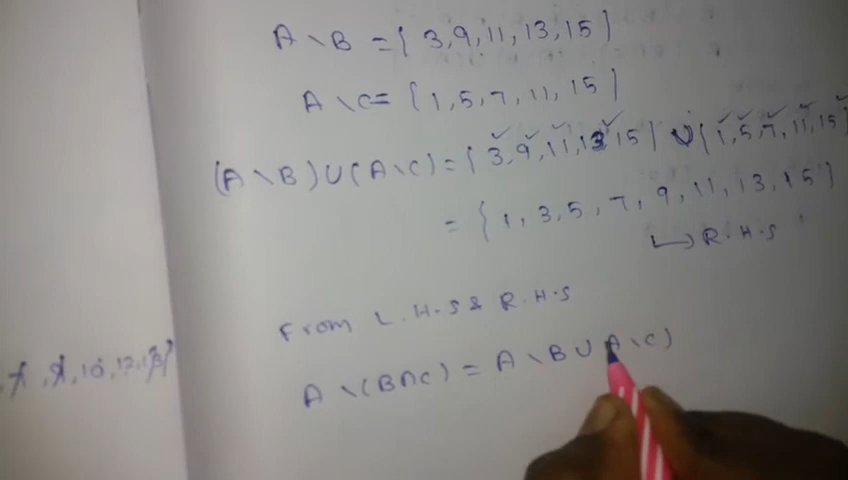 A \ B = { 3, 9, 11, 13, 15 }
A \ C = { 1, 5, 7, 11, 15 }
(A \ B) ∪ (A \ C) = { 3, 9, 11, 13 15 } ∪ { 1, 5, 7, 11, 15 }
= { 1, 3, 5, 7, 9, 11, 13, 15 }
↳ R.H.S
From L.H.S & R.H.S
A \ (B∩C) = A \ B ∪ A \ C)